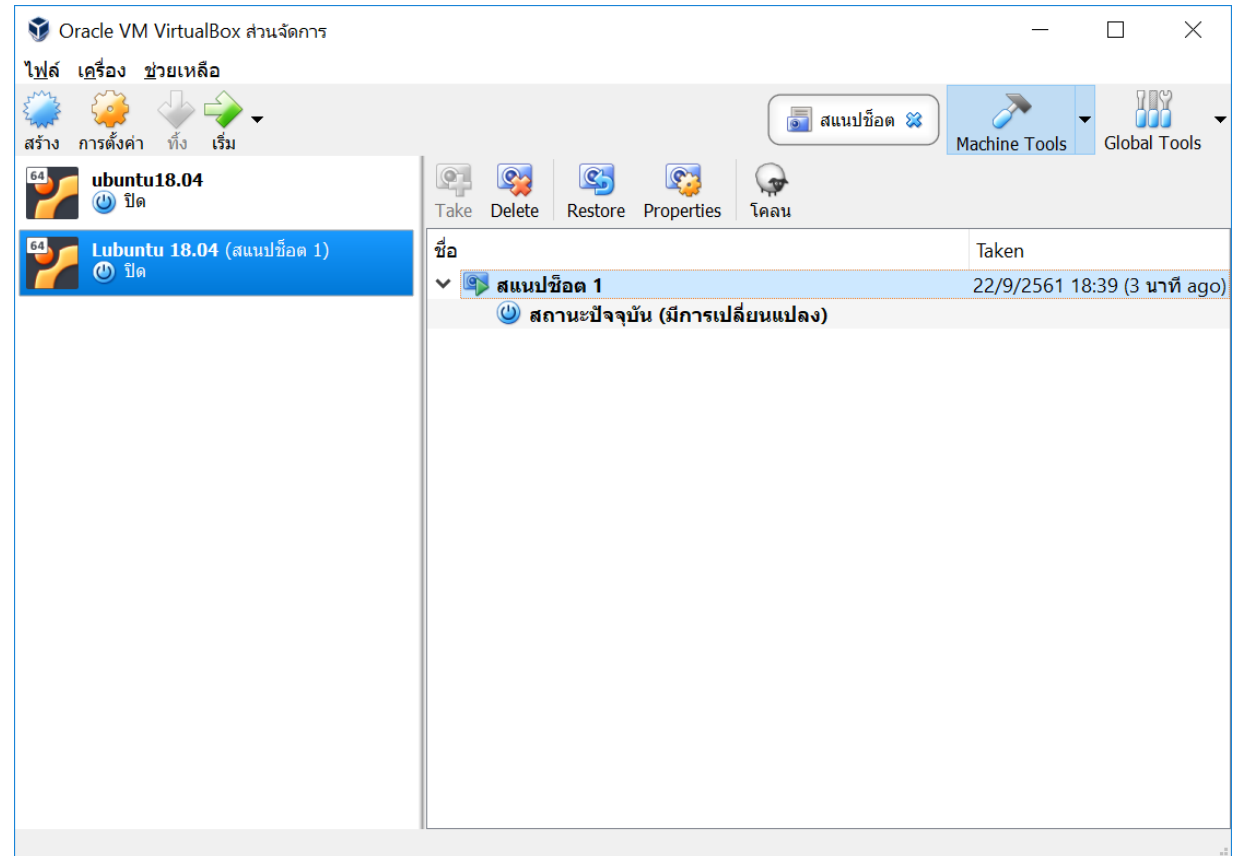 Oracle VM VirtualBox ส่วนจัดการ
ไฟล์ เครื่อง ช่วยเหลือ
สร้าง การตั้งค่า ทิ้ง เริ่ม
สแนปช็อต Machine Tools Global Tools
64 ubuntu18.04
ปิด
64 Lubuntu 18.04 (สแนปช็อต 1)
ปิด
Take Delete Restore Properties โคลน
ชื่อ Taken
สแนปช็อต 1 22/9/2561 18:39 (3 นาที ago)
สถานะปัจจุบัน (มีการเปลี่ยนแปลง)